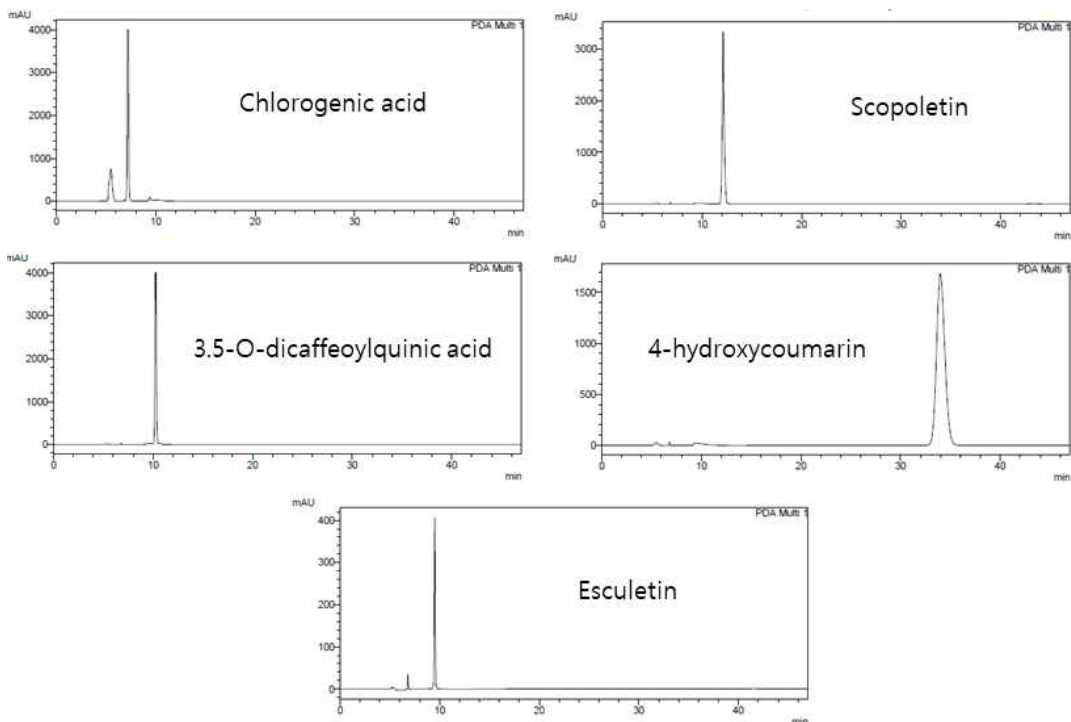 mAU
PDA Multi 1
4000
3000
2000
1000
0
Chlorogenic acid
0 10 20 30 40
min
mAU
PDA Multi 1
3000
2000
1000
0
Scopoletin
0 10 20 30 40
min
mAU
PDA Multi 1
4000
3000
2000
1000
0
3.5-O-dicaffeoylquinic acid
0 10 20 30 40
min
mAU
PDA Multi 1
1500
1000
500
0
4-hydroxycoumarin
0 10 20 30 40
min
mAU
PDA Multi 1
400
300
200
100
0
Esculetin
0 10 20 30 40
min